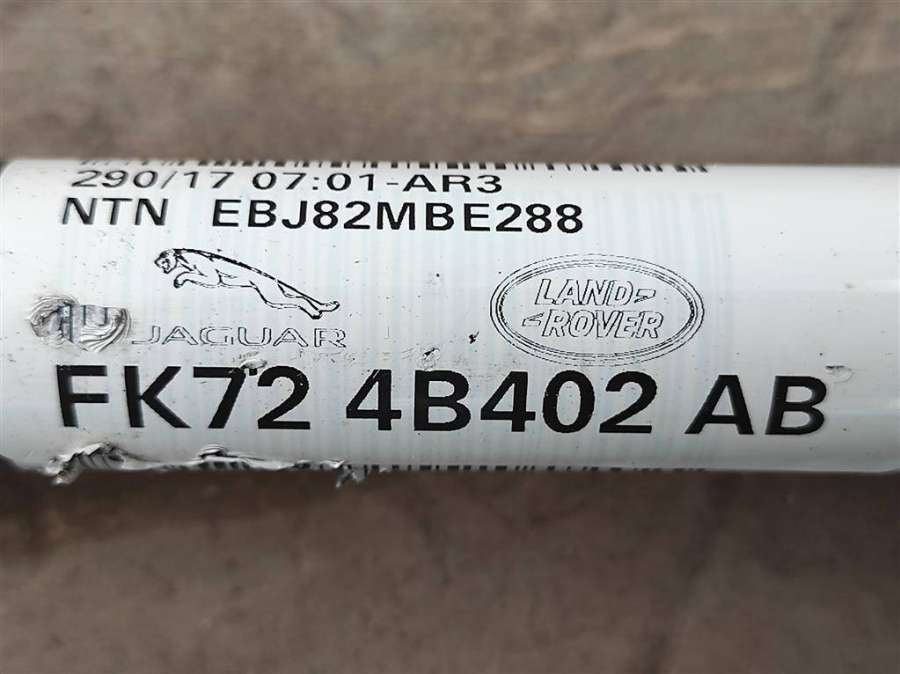 290/17 07:01-AR3
NTN EBJ82MBE288
LAND-
-ROVER
JAGUAR
FK72 4B402 AB